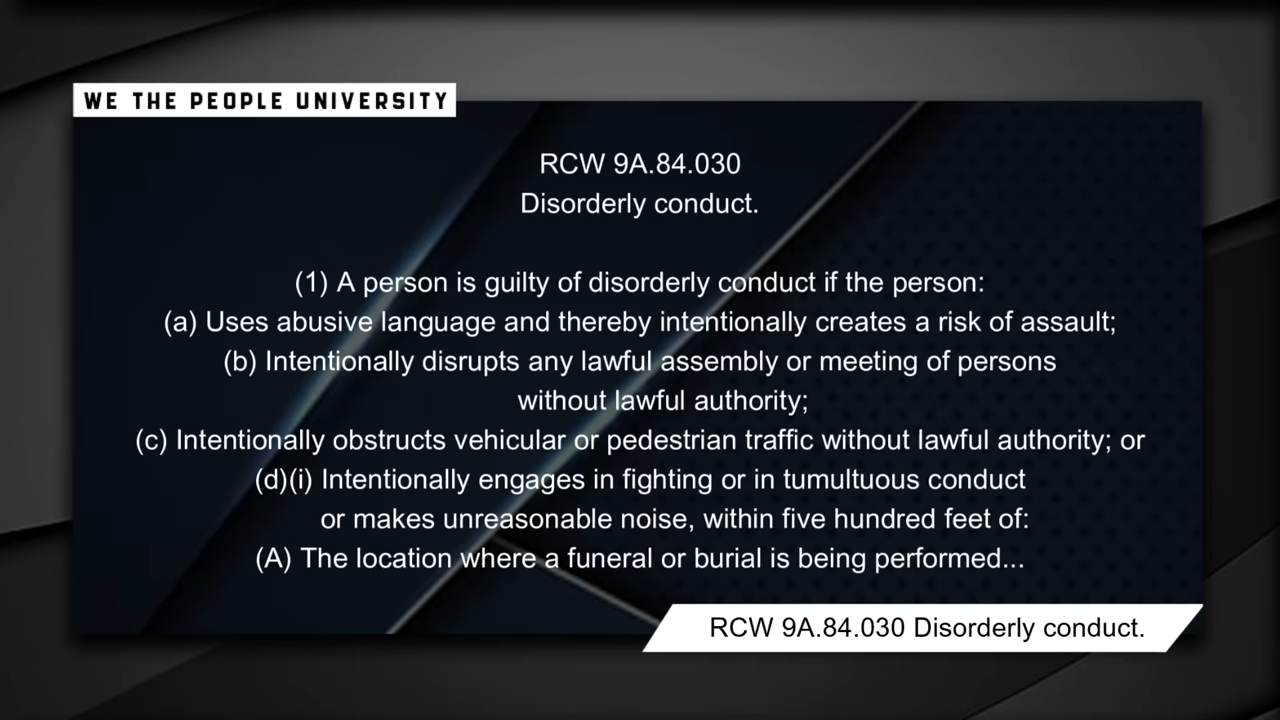 WE THE PEOPLE UNIVERSITY
RCW 9A.84.030
Disorderly conduct.
(1) A person is guilty of disorderly conduct if the person:
(a) Uses abusive language and thereby intentionally creates a risk of assault;
(b) Intentionally disrupts any lawful assembly or meeting of persons
without lawful authority;
(c) Intentionally obstructs vehicular or pedestrian traffic without lawful authority; or
(d)(i) Intentionally engages in fighting or in tumultuous conduct
or makes unreasonable noise, within five hundred feet of:
(A) The location where a funeral or burial is being performed...
RCW 9A.84.030 Disorderly conduct.